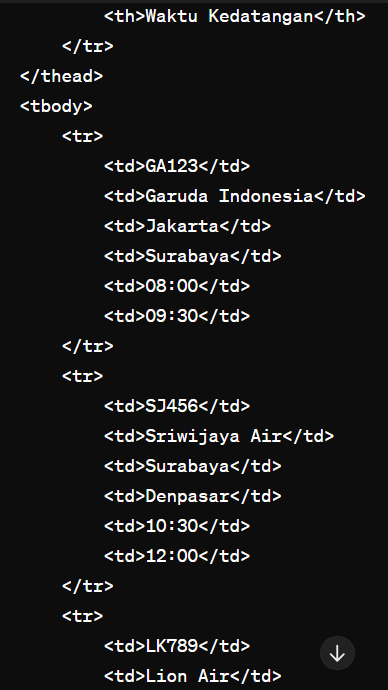 <th>Waktu Kedatangan</th>
</tr>
</thead>
<tbody>
<tr>
<td>GA123</td>
<td>Garuda Indonesia</td>
<td>Jakarta</td>
<td>Surabaya</td>
<td>08:00</td>
<td>09:30</td>
</tr>
<tr>
<td>SJ456</td>
<td>Sriwijaya Air</td>
<td>Surabaya</td>
<td>Denpasar</td>
<td>10:30</td>
<td>12:00</td>
</tr>
<tr>
<td>LK789</td>
<td>Lion Air</td>